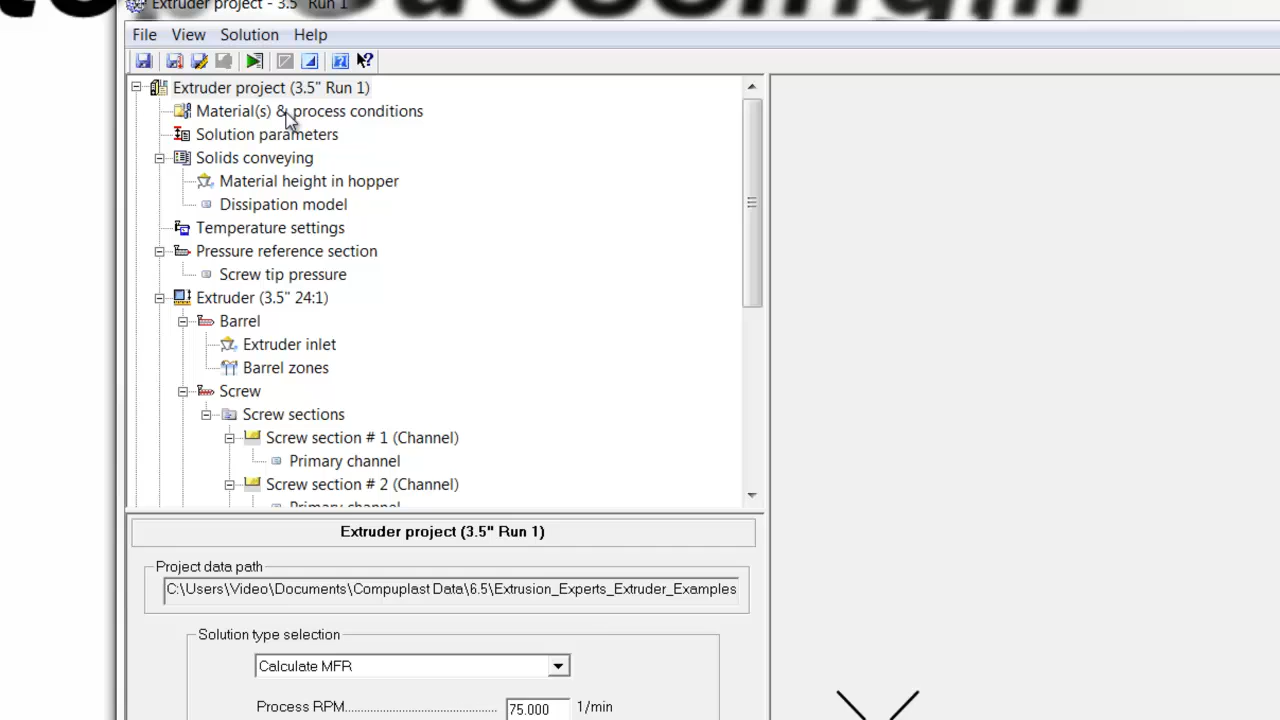 Extruder project - 3.5" Run 1
File View Solution Help
Extruder project (3.5" Run 1)
Material(s) & process conditions
Solution parameters
Solids conveying
Material height in hopper
Dissipation model
Temperature settings
Pressure reference section
Screw tip pressure
Extruder (3.5" 24:1)
Barrel
Extruder inlet
Barrel zones
Screw
Screw sections
Screw section # 1 (Channel)
Primary channel
Screw section # 2 (Channel)
Primary channel
Extruder project (3.5" Run 1)
Project data path
C:\Users\Video\Documents\Compuplast Data\6.5\Extrusion_Experts_Extruder_Examples
Solution type selection
Calculate MFR
Process RPM 75.000 1/min